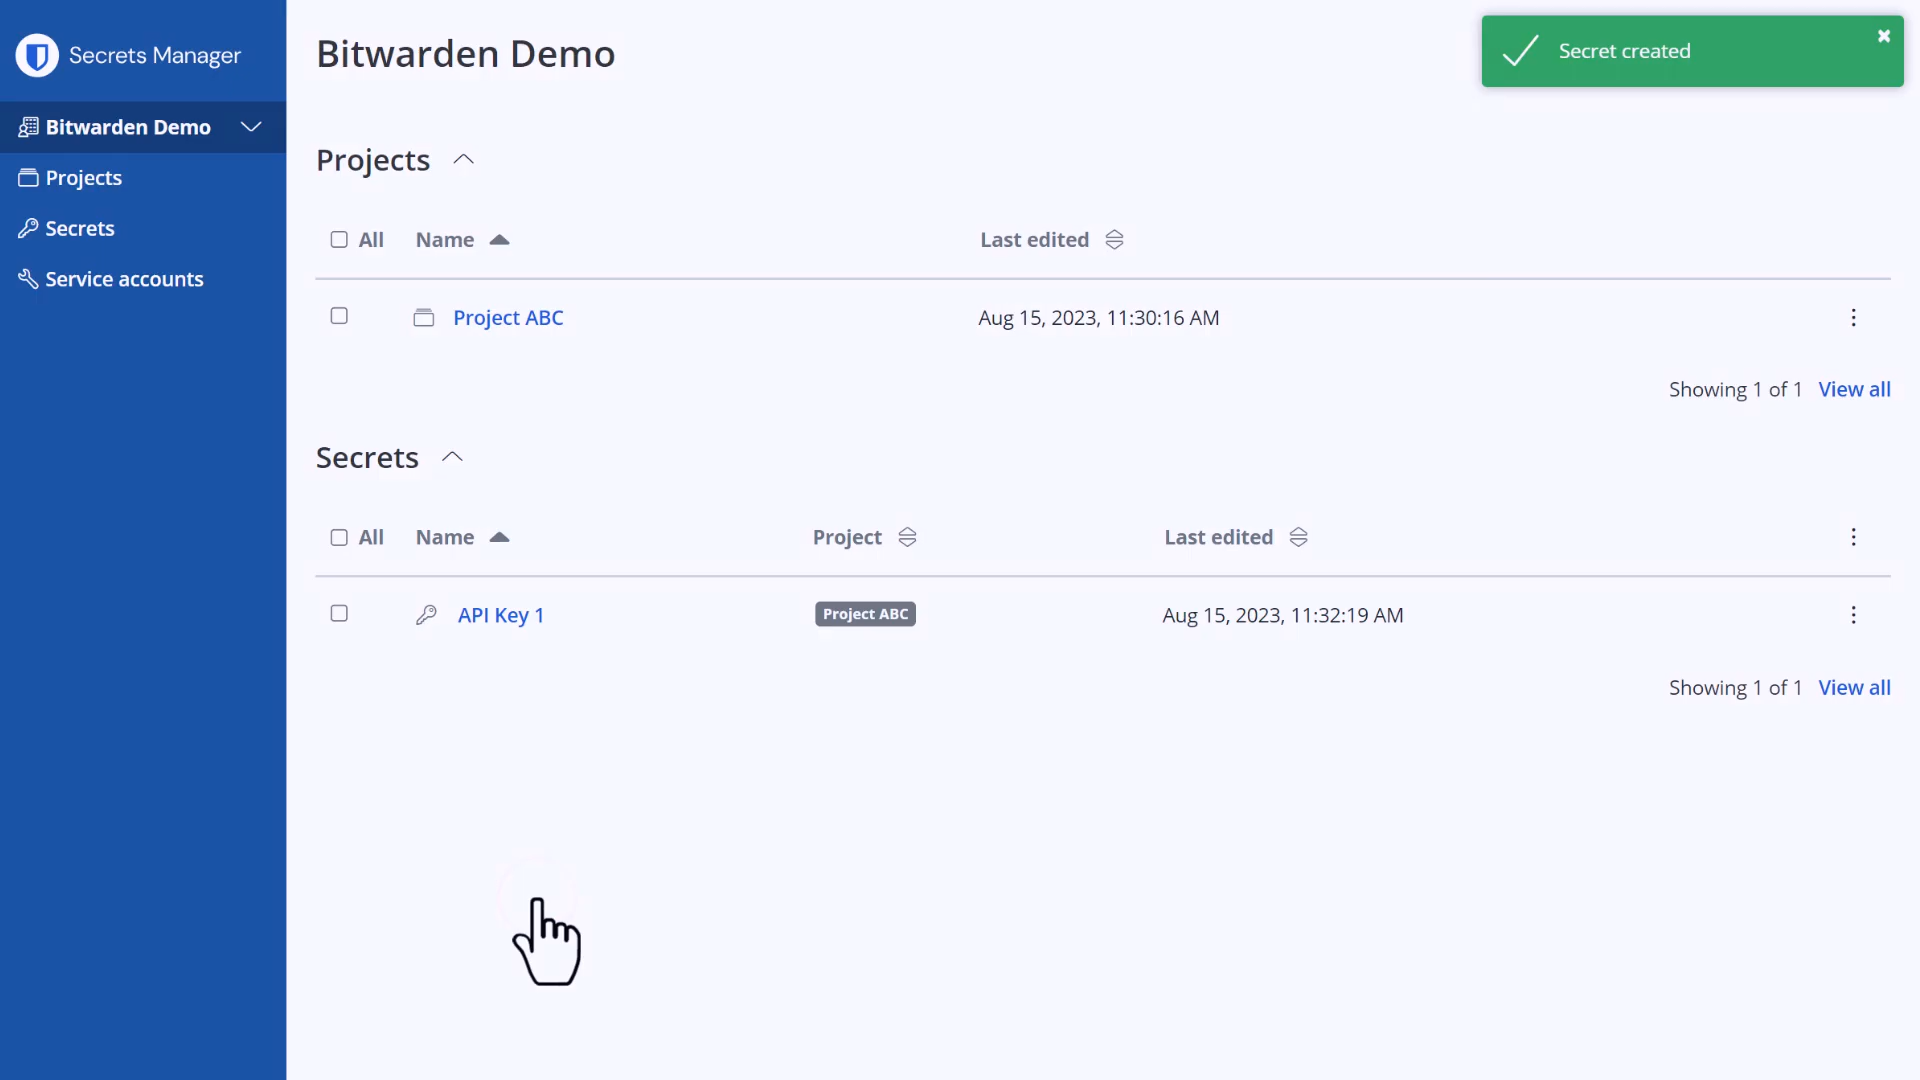 Secrets Manager
Bitwarden Demo
Projects
Secrets
Service accounts
Bitwarden Demo
Secret created
Projects
All Name Last edited
Project ABC Aug 15, 2023, 11:30:16 AM
Showing 1 of 1 View all
Secrets
All Name Project Last edited
API Key 1 Project ABC Aug 15, 2023, 11:32:19 AM
Showing 1 of 1 View all